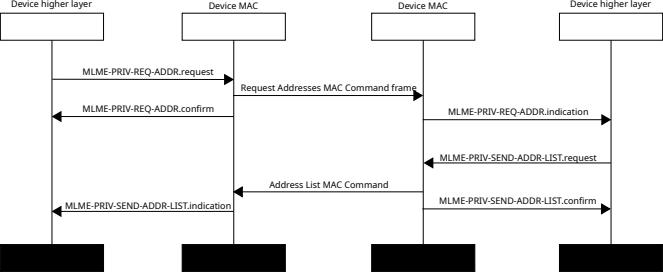 Device higher layer
Device MAC
Device MAC
Device higher layer
MLME-PRIV-REQ-ADDR.request
Request Addresses MAC Command frame
MLME-PRIV-REQ-ADDR.confirm
MLME-PRIV-REQ-ADDR.indication
MLME-PRIV-SEND-ADDR-LIST.request
Address List MAC Command
MLME-PRIV-SEND-ADDR-LIST.confirm
MLME-PRIV-SEND-ADDR-LIST.indication